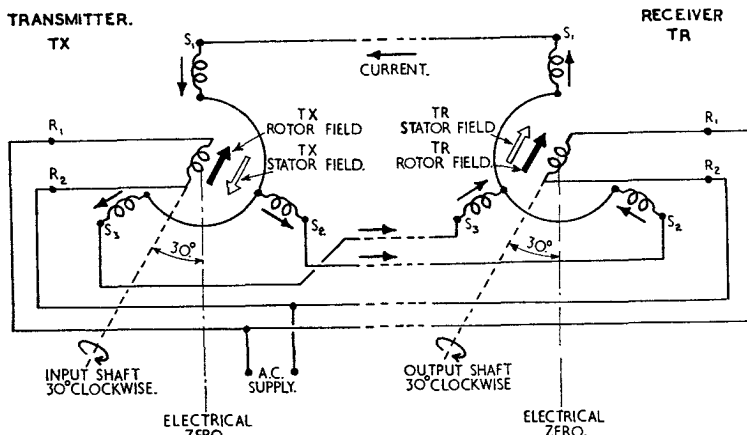 TRANSMITTER.
TX
RECEIVER
TR
S₁
S₁
CURRENT.
TX
ROTOR FIELD
TX
STATOR FIELD.
TR
STATOR FIELD
TR
ROTOR FIELD
R₁
R₂
R₁
R₂
S₃
S₂
S₃
S₂
30°
30°
INPUT SHAFT
30° CLOCKWISE.
A.C.
SUPPLY.
OUTPUT SHAFT
30° CLOCKWISE
ELECTRICAL
ZERO
ELECTRICAL
ZERO